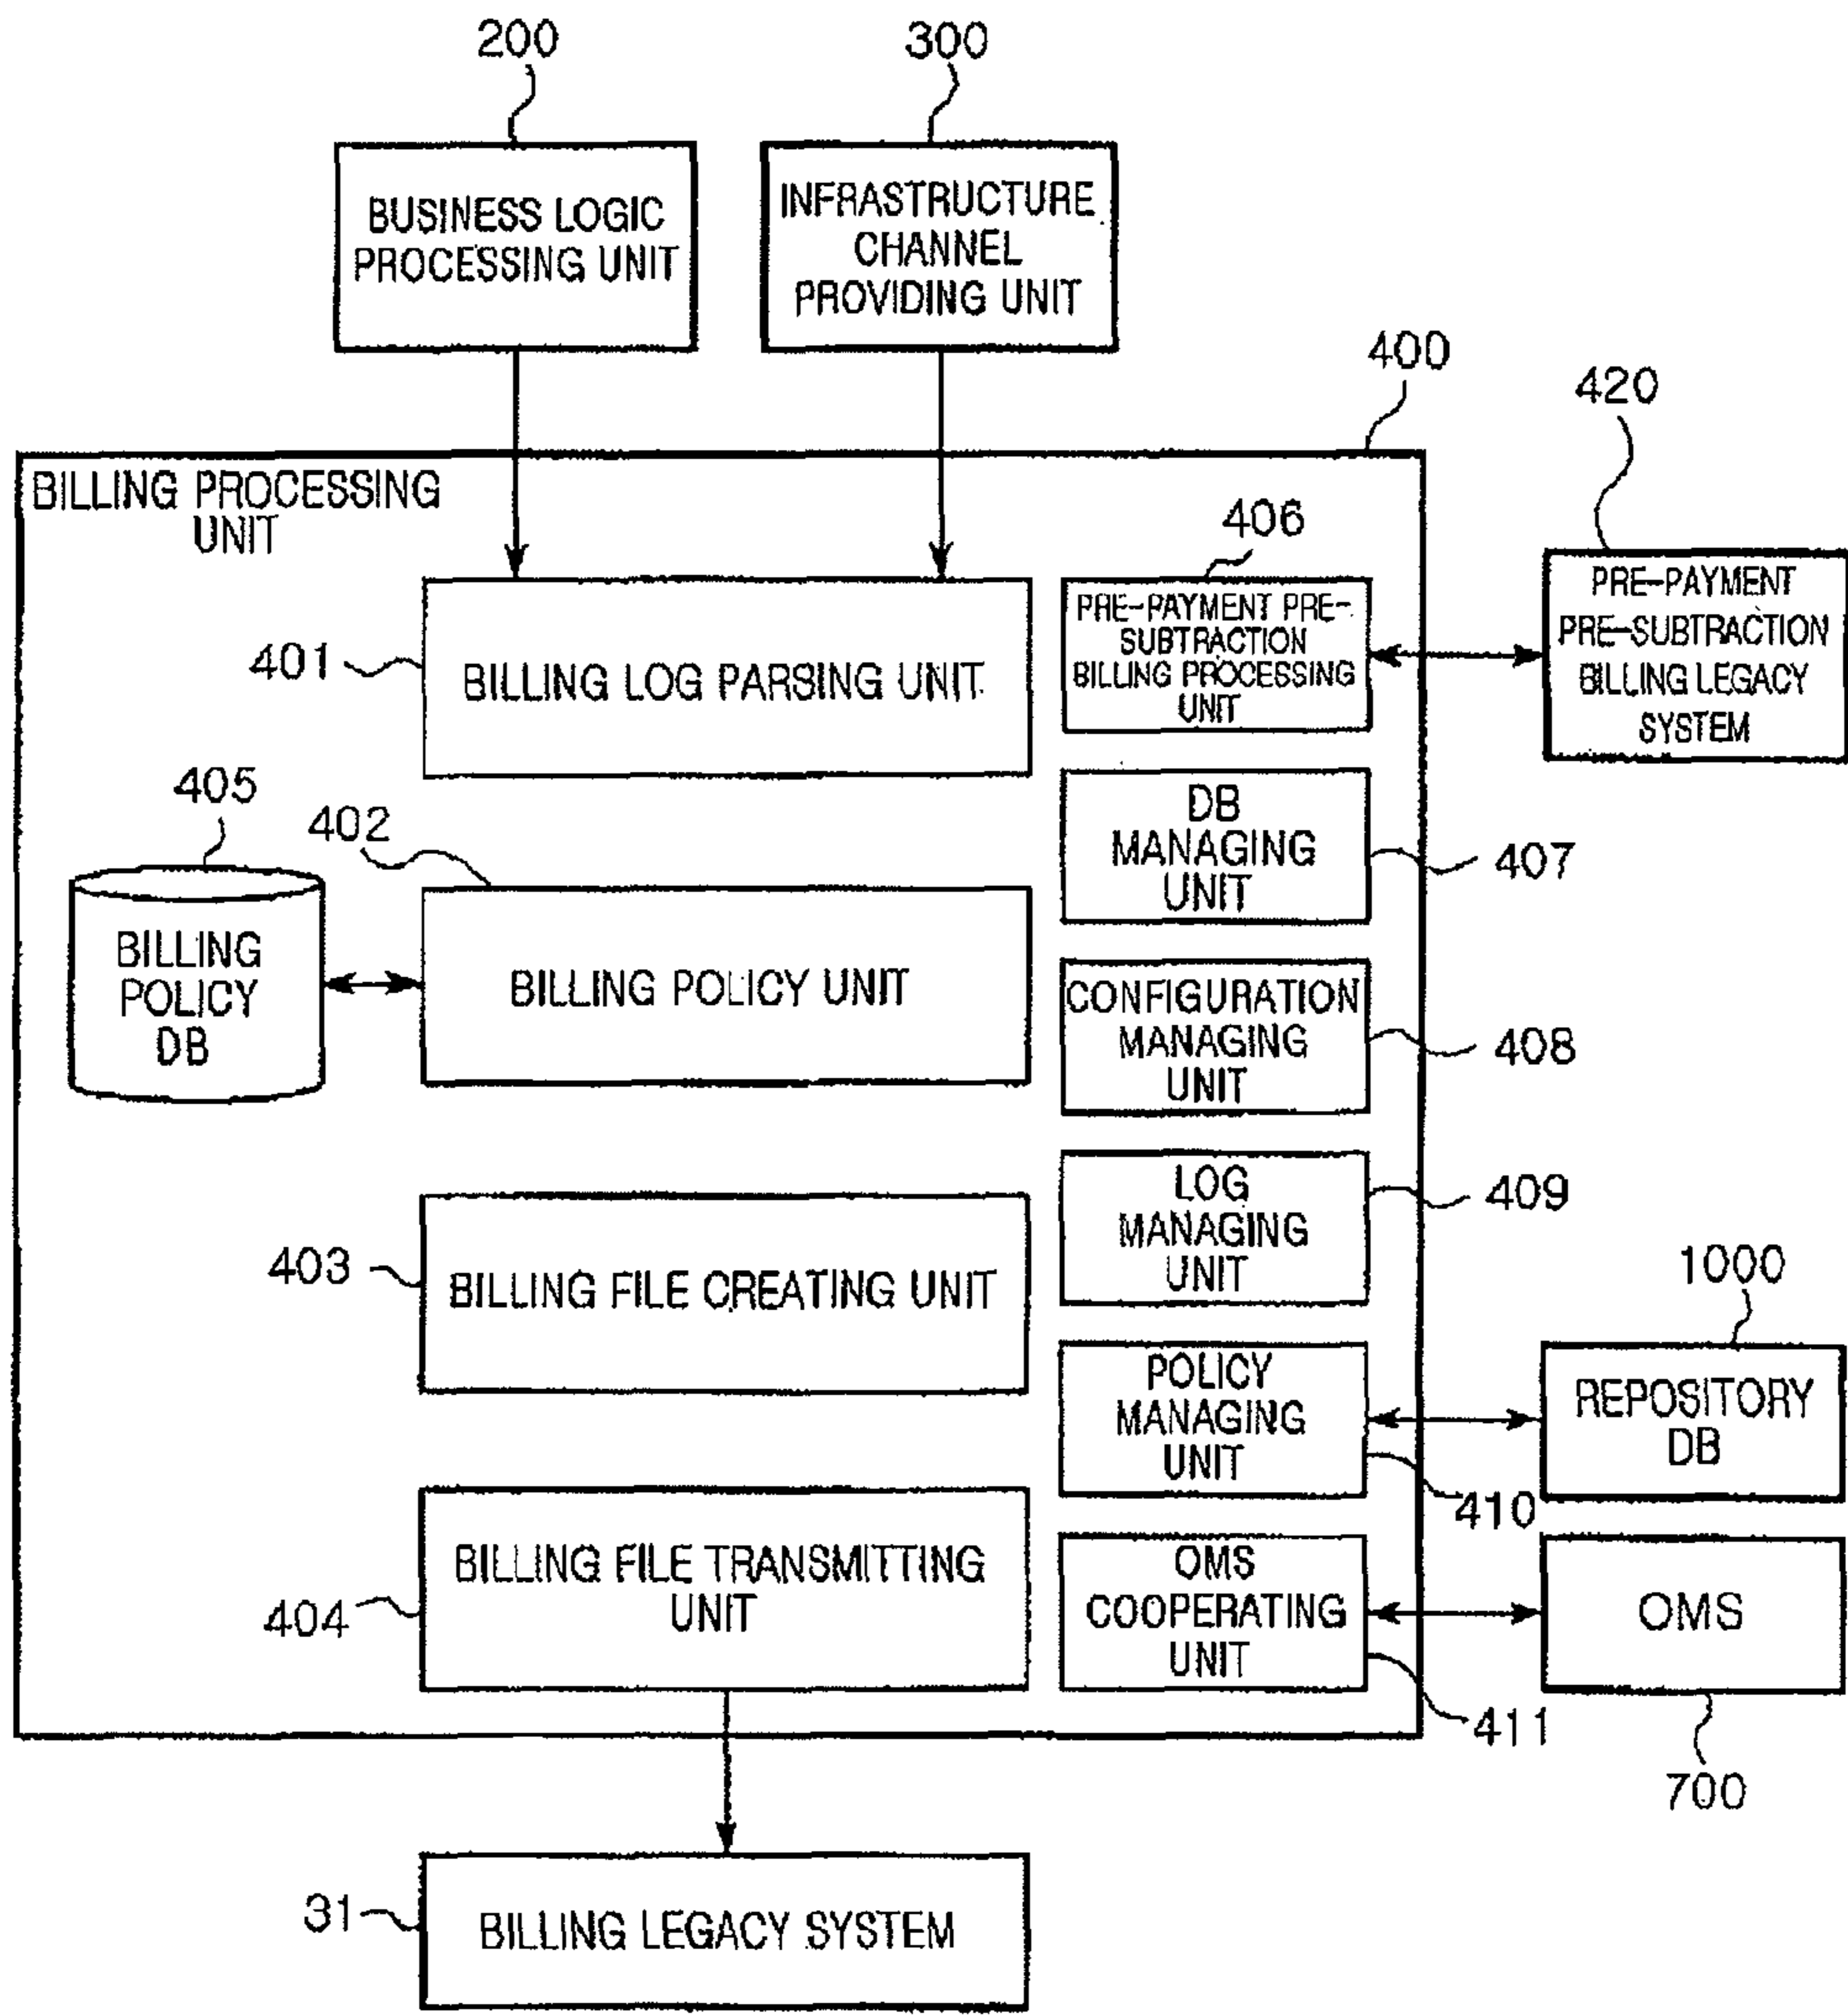 200
300
BUSINESS LOGIC
PROCESSING UNIT
INFRASTRUCTURE
CHANNEL
PROVIDING UNIT
400
420
BILLING PROCESSING
UNIT
406
401
BILLING LOG PARSING UNIT
PRE-PAYMENT PRE-
SUBTRACTION
BILLING PROCESSING
UNIT
PRE-PAYMENT
PRE-SUBTRACTION
BILLING LEGACY
SYSTEM
405
402
DB
MANAGING
UNIT
407
BILLING
POLICY
DB
BILLING POLICY UNIT
CONFIGURATION
MANAGING
UNIT
408
403
BILLING FILE CREATING UNIT
LOG
MANAGING
UNIT
409
1000
POLICY
MANAGING
UNIT
410
REPOSITORY
DB
404
BILLING FILE TRANSMITTING
UNIT
OMS
COOPERATING
UNIT
411
OMS
700
31
BILLING LEGACY SYSTEM